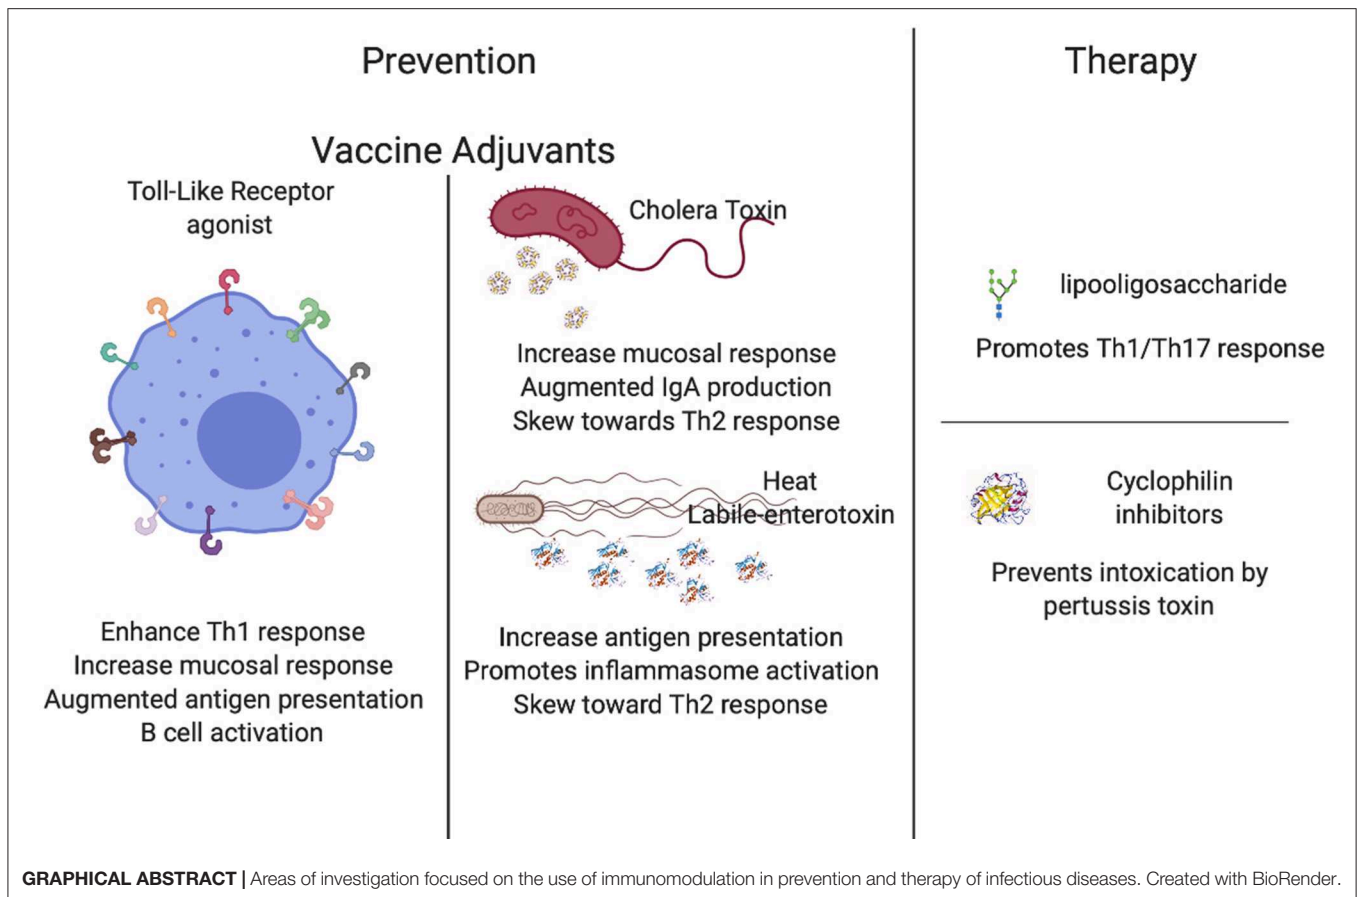 Prevention
Vaccine Adjuvants
Toll-Like Receptor
agonist
Enhance Th1 response
Increase mucosal response
Augmented antigen presentation
B cell activation
Cholera Toxin
Increase mucosal response
Augmented IgA production
Skew towards Th2 response
Heat
Labile-enterotoxin
Increase antigen presentation
Promotes inflammasome activation
Skew toward Th2 response
Therapy
lipooligosaccharide
Promotes Th1/Th17 response
Cyclophilin
inhibitors
Prevents intoxication by
pertussis toxin
GRAPHICAL ABSTRACT | Areas of investigation focused on the use of immunomodulation in prevention and therapy of infectious diseases. Created with BioRender.